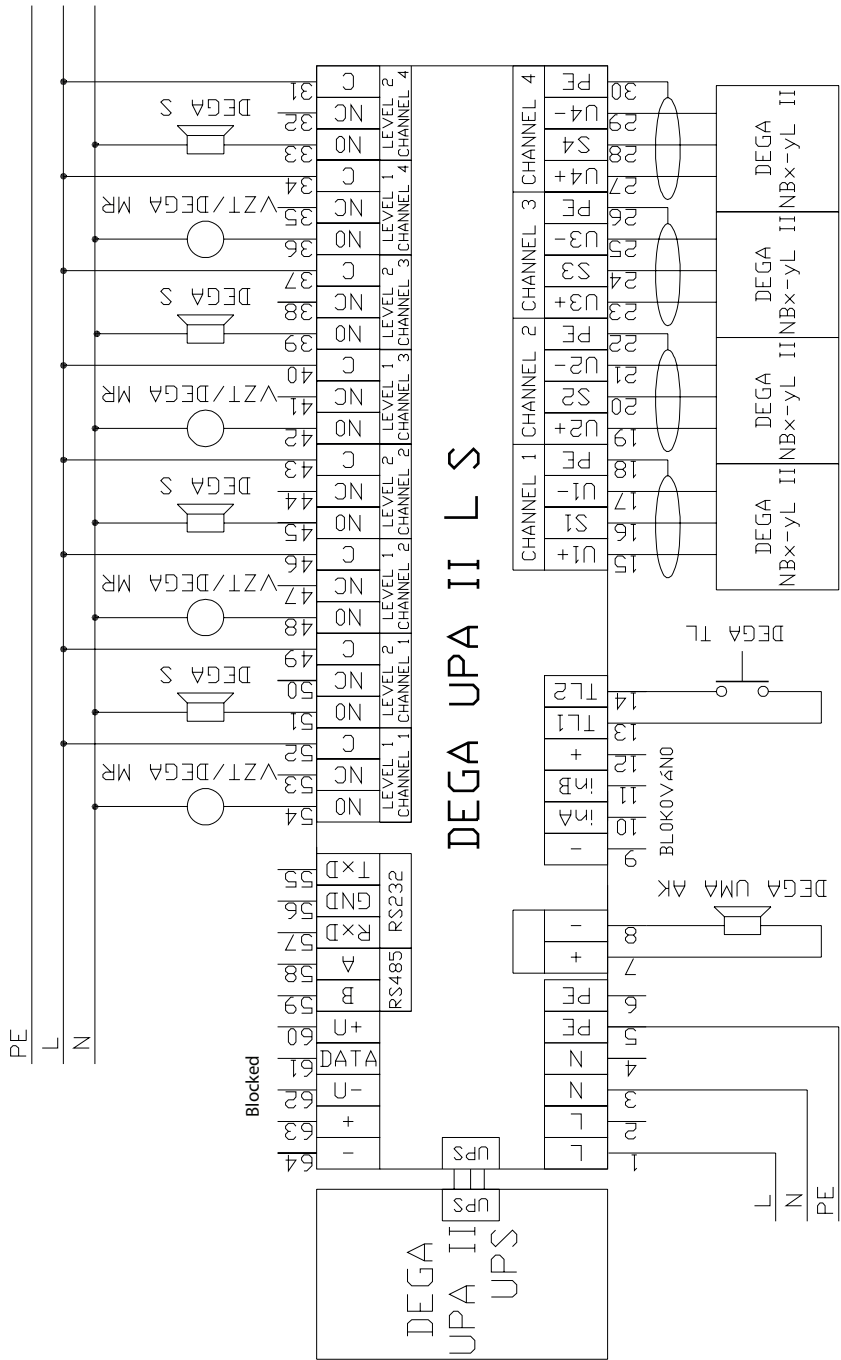 PE
L
N
DEGA S
VZT/DEGA MR
DEGA S
VZT/DEGA MR
DEGA S
VZT/DEGA MR
DEGA S
VZT/DEGA MR
31 C
32 NC
33 NO
LEVEL 2
CHANNEL 4
34 C
35 NC
36 NO
LEVEL 1
CHANNEL 4
37 C
38 NC
39 NO
LEVEL 2
CHANNEL 3
40 C
41 NC
42 NO
LEVEL 1
CHANNEL 3
43 C
44 NC
45 NO
LEVEL 2
CHANNEL 2
46 C
47 NC
48 NO
LEVEL 1
CHANNEL 2
49 C
50 NC
51 NO
LEVEL 2
CHANNEL 1
52 C
53 NC
54 NO
LEVEL 1
CHANNEL 1
55 TxD
56 GND
57 RxD
RS232
58 A
59 B
RS485
60 U+
61 DATA
62 U-
63 +
64 -
Blocked
DEGA UPA II L S
CHANNEL 4
PE 30
U4- 29
S4 28
U4+ 27
DEGA
NBx-yL II
CHANNEL 3
PE 26
U3- 25
S3 24
U3+ 23
DEGA
NBx-yL II
CHANNEL 2
PE 22
U2- 21
S2 20
U2+ 19
DEGA
NBx-yL II
CHANNEL 1
PE 18
U1- 17
S1 16
U1+ 15
DEGA
NBx-yL II
TL2 14
TL1 13
DEGA TL
+ 12
inB 11
inA 10
- 9
BLOKOVÁNO
- 8
+ 7
DEGA UMA AK
PE 6
PE 5
N 4
N 3
L 2
L 1
L
N
PE
UPS
UPS
DEGA
UPA II
UPS